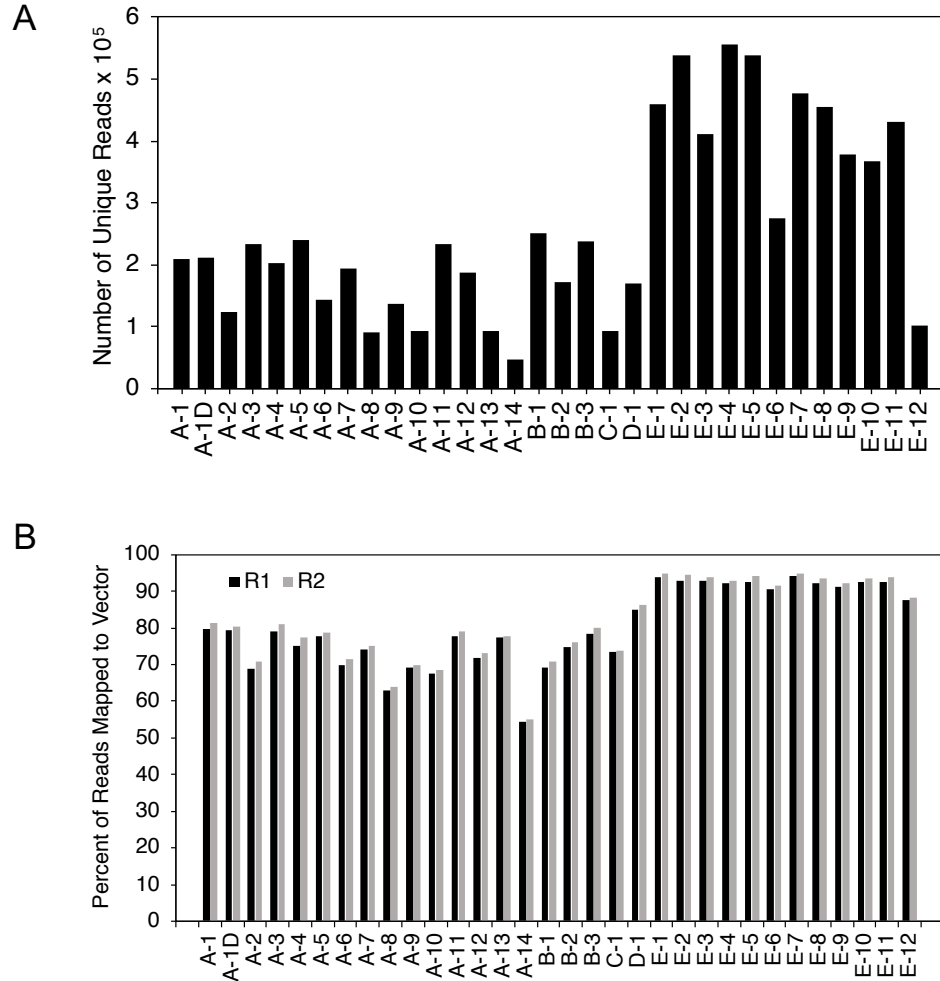 A
Number of Unique Reads x 10⁵
6
5
4
3
2
1
0
A-1
A-1D
A-2
A-3
A-4
A-5
A-6
A-7
A-8
A-9
A-10
A-11
A-12
A-13
A-14
B-1
B-2
B-3
C-1
D-1
E-1
E-2
E-3
E-4
E-5
E-6
E-7
E-8
E-9
E-10
E-11
E-12
B
Percent of Reads Mapped to Vector
100
90
80
70
60
50
40
30
20
10
0
R1 R2
A-1
A-1D
A-2
A-3
A-4
A-5
A-6
A-7
A-8
A-9
A-10
A-11
A-12
A-13
A-14
B-1
B-2
B-3
C-1
D-1
E-1
E-2
E-3
E-4
E-5
E-6
E-7
E-8
E-9
E-10
E-11
E-12